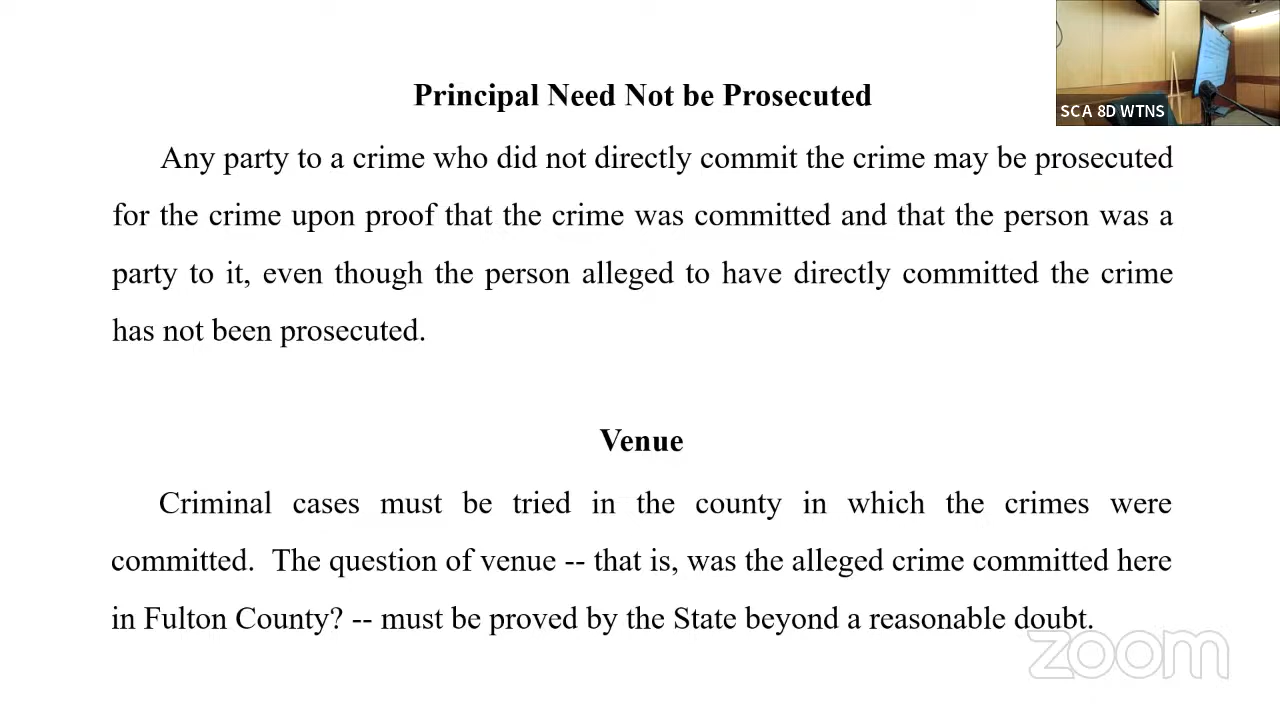 SCA 8D WTNS
Principal Need Not be Prosecuted
Any party to a crime who did not directly commit the crime may be prosecuted
for the crime upon proof that the crime was committed and that the person was a
party to it, even though the person alleged to have directly committed the crime
has not been prosecuted.
Venue
Criminal cases must be tried in the county in which the crimes were
committed.  The question of venue -- that is, was the alleged crime committed here
in Fulton County? -- must be proved by the State beyond a reasonable doubt.
zoom